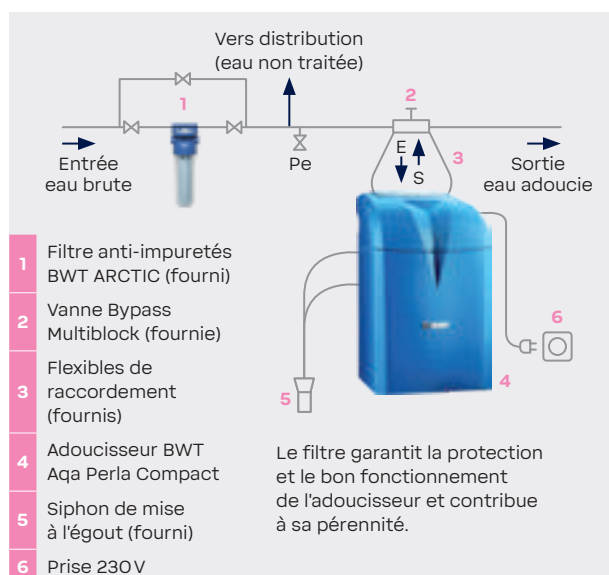 Vers distribution
(eau non traitée)
1
2
Entrée
eau brute
Pe
E
S
3
Sortie
eau adoucie
1 Filtre anti-impuretés
BWT ARCTIC (fourni)
2 Vanne Bypass
Multiblock (fournie)
3 Flexibles de
raccordement
(fournis)
4 Adoucisseur BWT
Aqa Perla Compact
5 Siphon de mise
à l'égout (fourni)
6 Prise 230 V
6
4
5
Le filtre garantit la protection
et le bon fonctionnement
de l'adoucisseur et contribue
à sa pérennité.